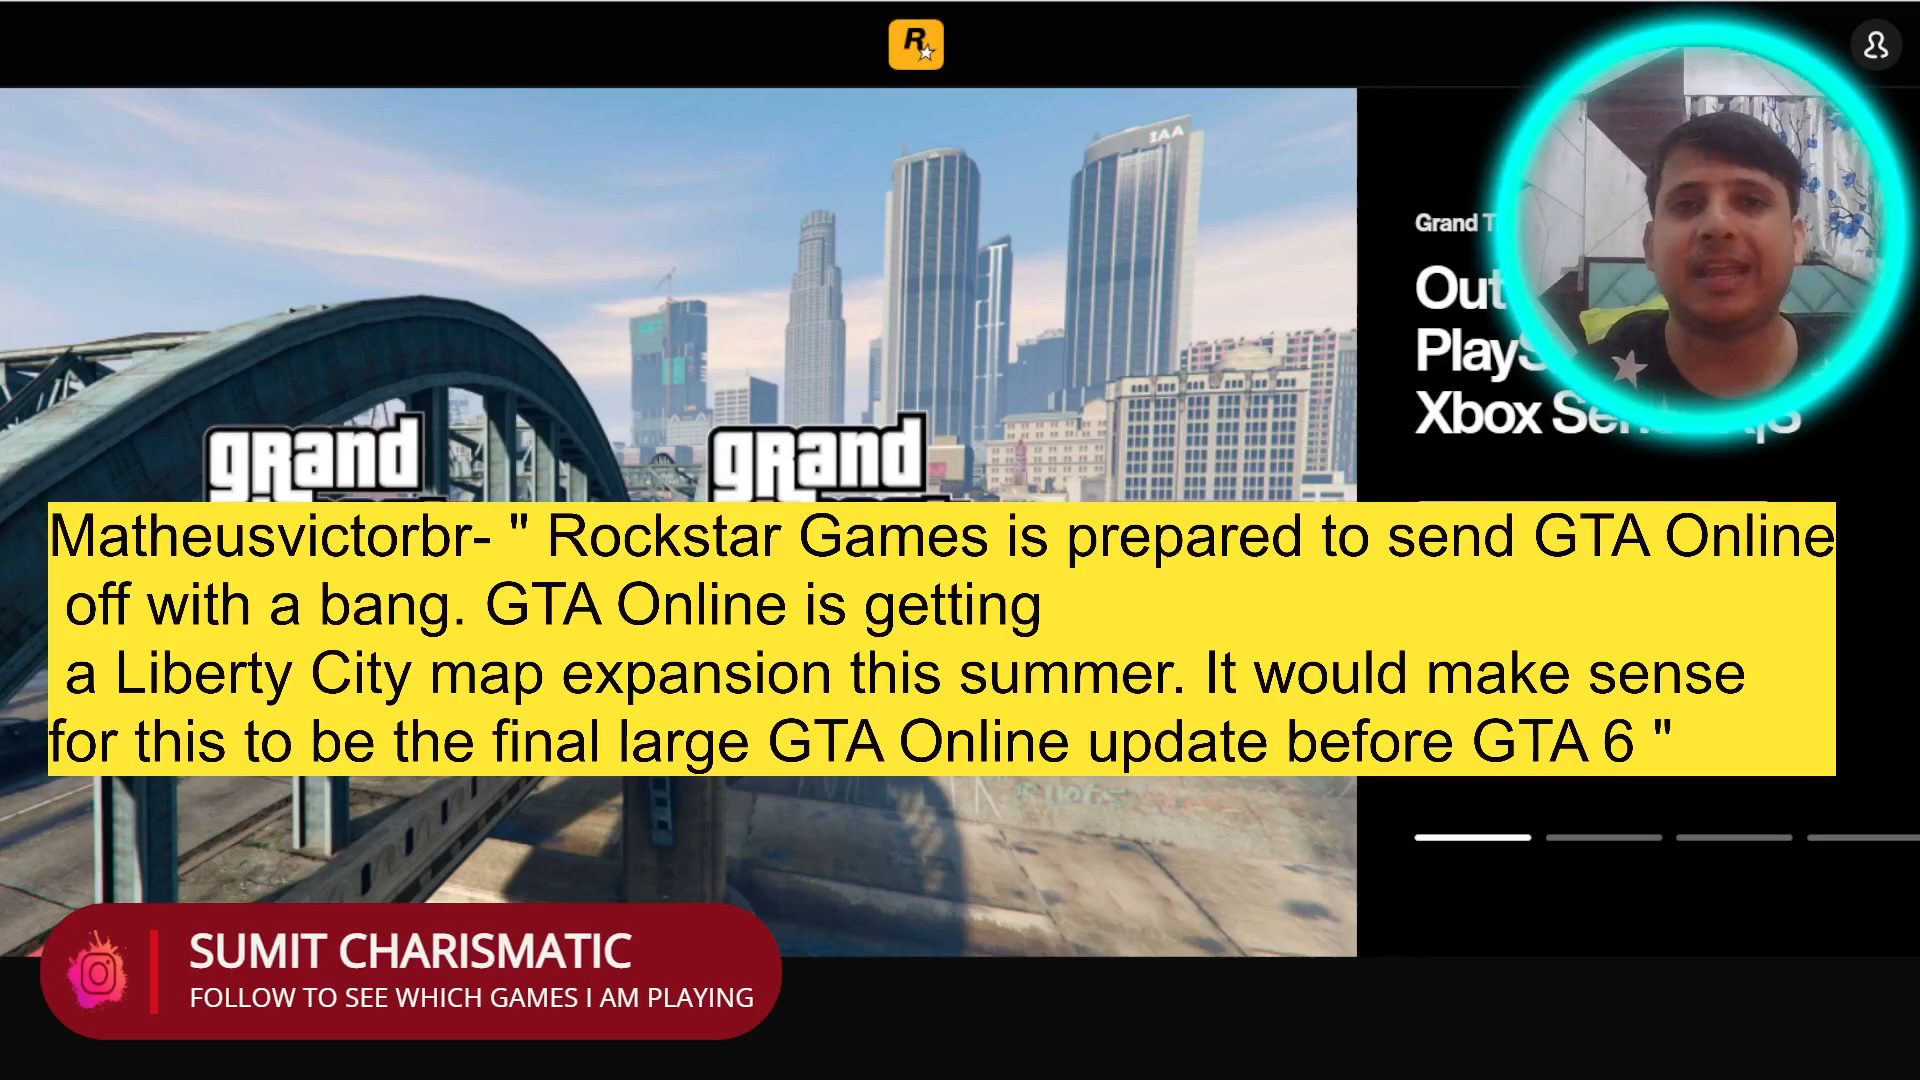 R
IAA
Grand T
Out
PlayS
Xbox Seri X|S
grand
grand
Matheusvictorbr- " Rockstar Games is prepared to send GTA Online
off with a bang. GTA Online is getting
a Liberty City map expansion this summer. It would make sense
for this to be the final large GTA Online update before GTA 6 "
SUMIT CHARISMATIC
FOLLOW TO SEE WHICH GAMES I AM PLAYING